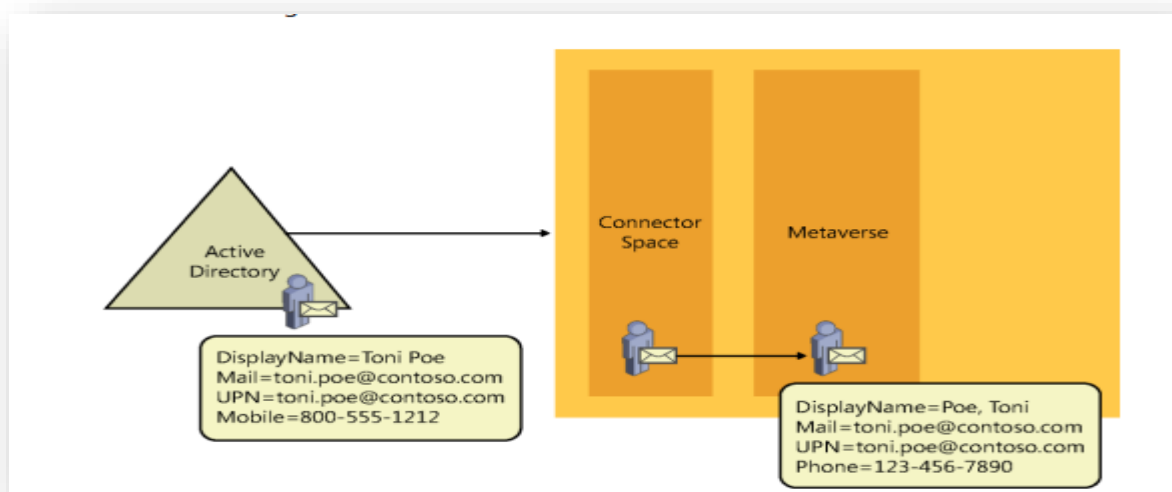 Active
Directory
DisplayName=Toni Poe
Mail=toni.poe@contoso.com
UPN=toni.poe@contoso.com
Mobile=800-555-1212
Connector
Space
Metaverse
DisplayName=Poe, Toni
Mail=toni.poe@contoso.com
UPN=toni.poe@contoso.com
Phone=123-456-7890